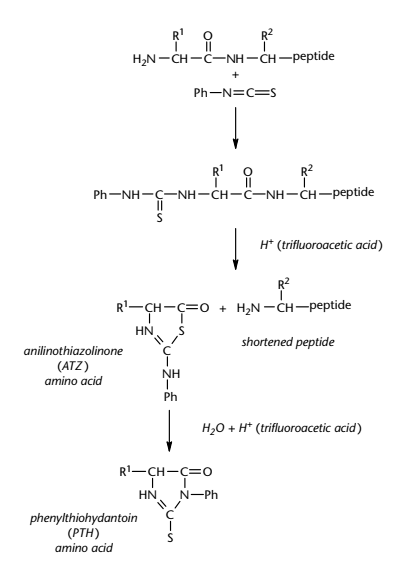 R¹ O R²
H₂N—CH—C—NH—CH—peptide
+
Ph—N=C=S
R¹ O R²
Ph—NH—C—NH—CH—C—NH—CH—peptide
S
H⁺ (trifluoroacetic acid)
R²
R¹—CH—C=O + H₂N—CH—peptide
HN S
C
shortened peptide
anilinothiazolinone
(ATZ)
amino acid
NH
Ph
H₂O + H⁺ (trifluoroacetic acid)
R¹—CH—C=O
HN N—Ph
C
S
phenylthiohydantoin
(PTH)
amino acid